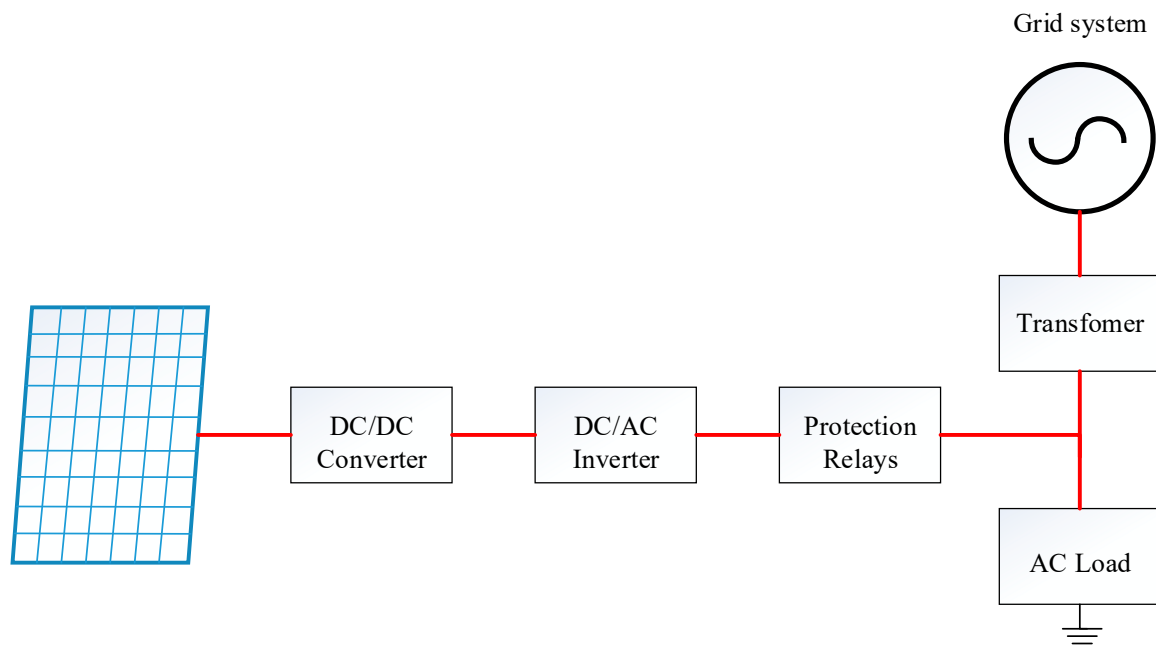 Grid system
Transfomer
DC/DC
Converter
DC/AC
Inverter
Protection
Relays
AC Load